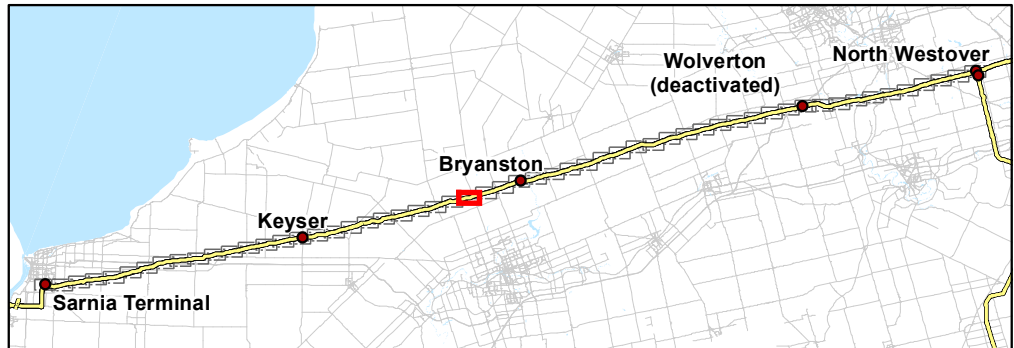 Wolverton
(deactivated)
North Westover
Bryanston
Keyser
Sarnia Terminal